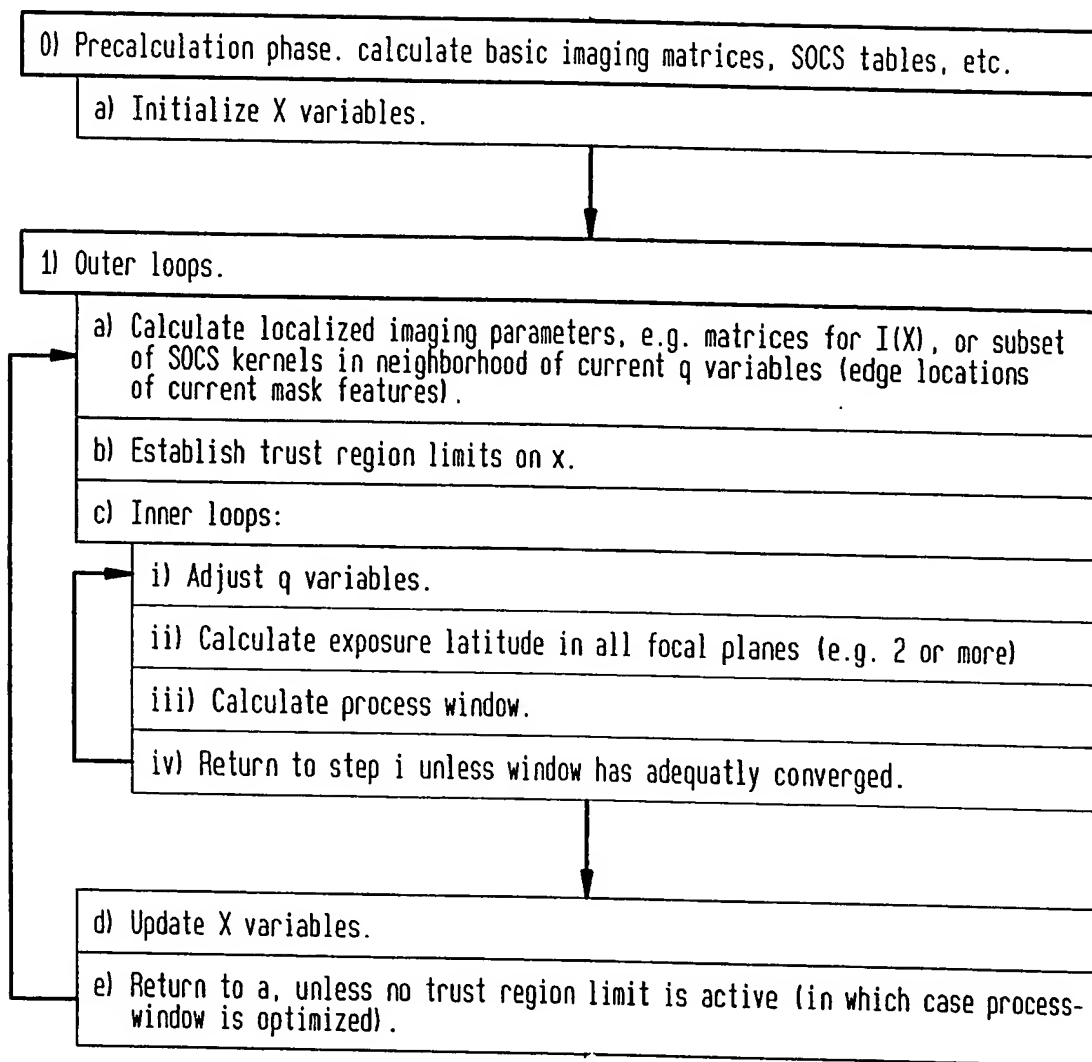 0) Precalculation phase. calculate basic imaging matrices, SOCS tables, etc.
a) Initialize X variables.
1) Outer loops.
a) Calculate localized imaging parameters, e.g. matrices for I(X), or subset
of SOCS kernels in neighborhood of current q variables (edge locations
of current mask features).
b) Establish trust region limits on x.
c) Inner loops:
i) Adjust q variables.
ii) Calculate exposure latitude in all focal planes (e.g. 2 or more)
iii) Calculate process window.
iv) Return to step i unless window has adequatly converged.
d) Update X variables.
e) Return to a, unless no trust region limit is active (in which case process-
window is optimized).